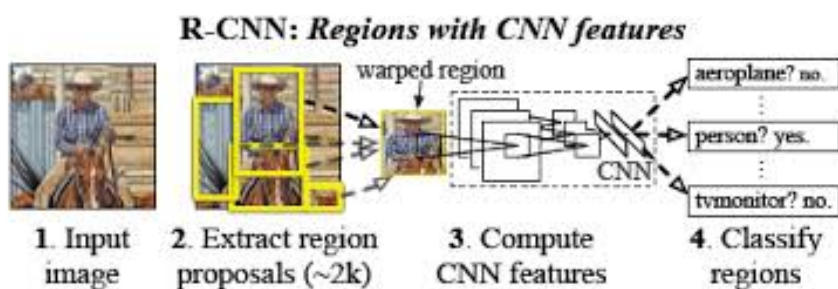 R-CNN: Regions with CNN features
warped region
aeroplane? no.
person? yes.
tvmonitor? no.
CNN
1. Input image
2. Extract region proposals (~2k)
3. Compute CNN features
4. Classify regions